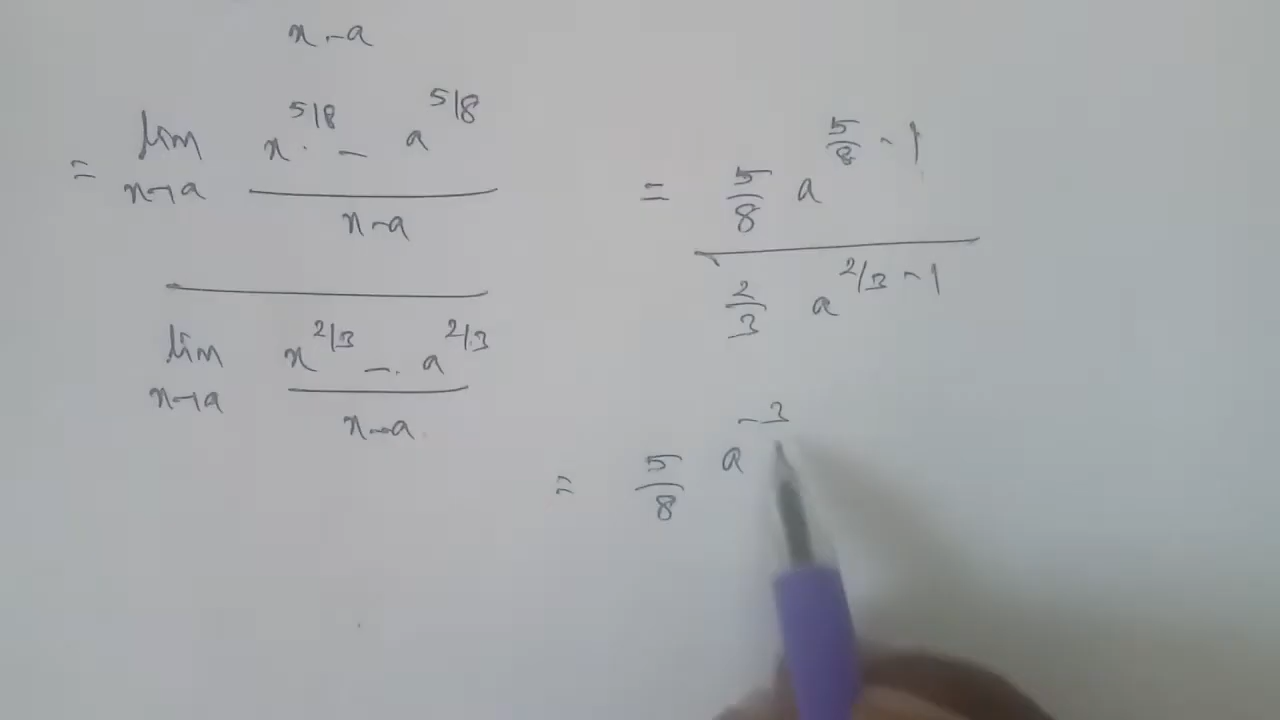 x-a
= lim x→a x^5/8 - a^5/8
x-a
lim x→a x^2/3 - a^2/3
x-a
= 5/8 a^5/8 - 1
2/3 a^2/3 - 1
= 5/8 a^-3